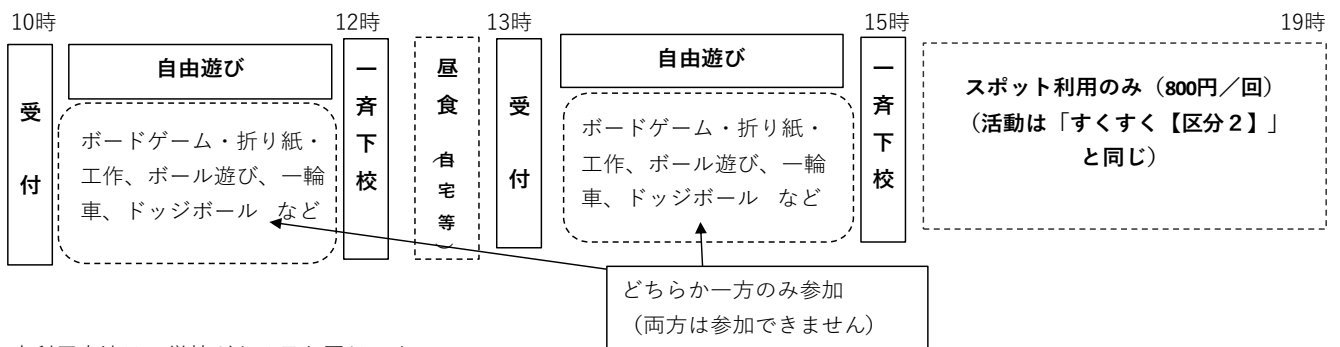 10時
12時
13時
15時
19時
受付
自由遊び
ボードゲーム・折り紙・
工作、ボール遊び、一輪
車、ドッジボール　など
一斉下校
昼食（自宅等）
受付
自由遊び
ボードゲーム・折り紙・
工作、ボール遊び、一輪
車、ドッジボール　など
一斉下校
スポット利用のみ（800円／回）
（活動は「すくすく【区分２】」
と同じ）
どちらか一方のみ参加
（両方は参加できません）